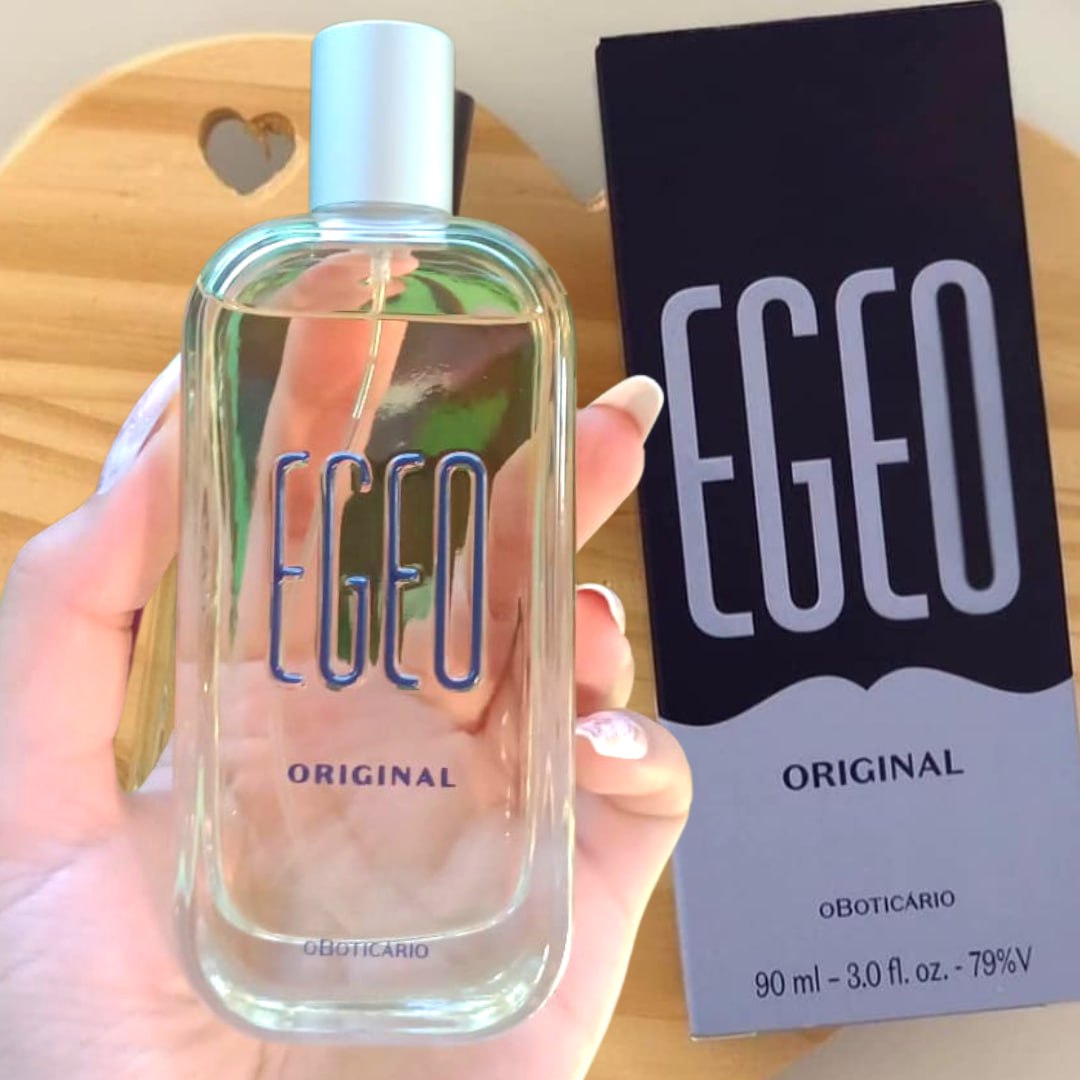 EGEO
ORIGINAL
oBOTICÁRIO
EGEO
ORIGINAL
oBOTICÁRIO
90 ml – 3.0 fl. oz. - 79%V